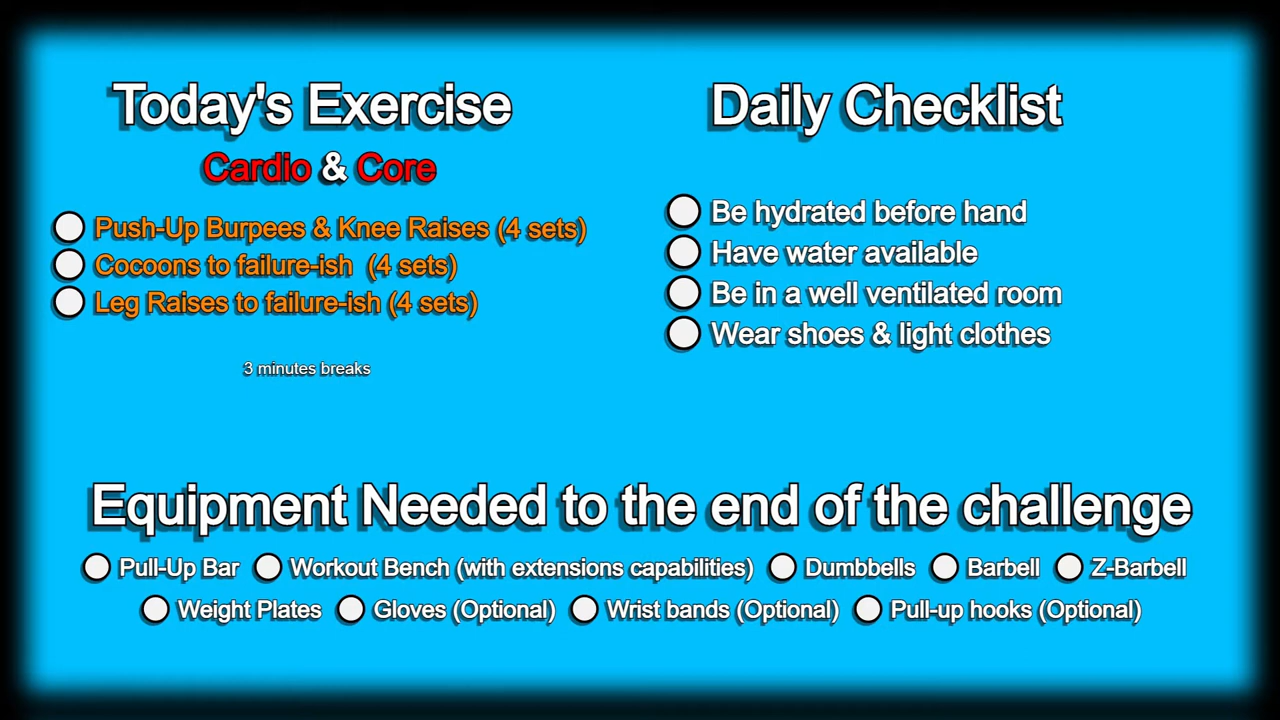 Today's Exercise
Cardio & Core
Push-Up Burpees & Knee Raises (4 sets)
Cocoons to failure-ish (4 sets)
Leg Raises to failure-ish (4 sets)
3 minutes breaks
Daily Checklist
Be hydrated before hand
Have water available
Be in a well ventilated room
Wear shoes & light clothes
Equipment Needed to the end of the challenge
Pull-Up Bar Workout Bench (with extensions capabilities) Dumbbells Barbell Z-Barbell
Weight Plates Gloves (Optional) Wrist bands (Optional) Pull-up hooks (Optional)